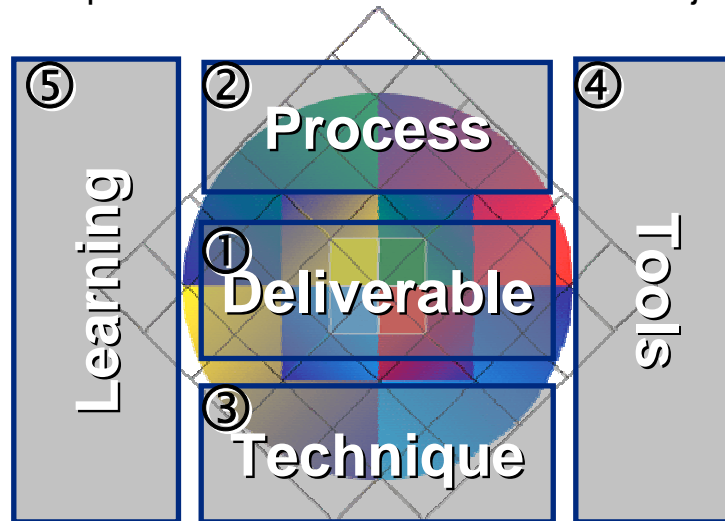 ⑤
Learning
②
Process
①
Deliverable
③
Technique
④
Tools